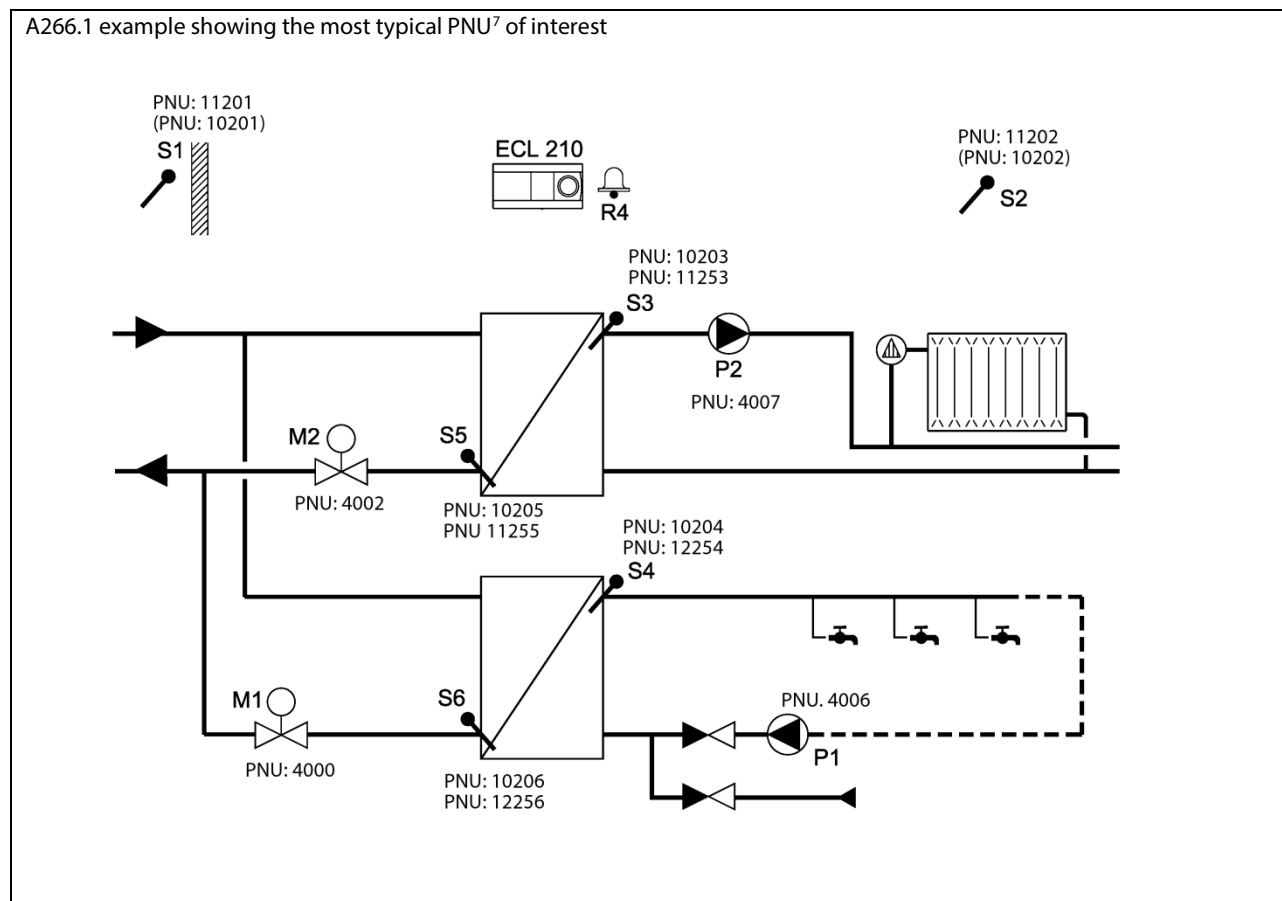 A266.1 example showing the most typical PNU⁷ of interest
PNU: 11201
(PNU: 10201)
S1
ECL 210
R4
PNU: 11202
(PNU: 10202)
S2
PNU: 10203
PNU: 11253
S3
P2
PNU: 4007
M2
S5
PNU: 4002
PNU: 10205
PNU 11255
PNU: 10204
PNU: 12254
S4
M1
S6
PNU. 4006
P1
PNU: 4000
PNU: 10206
PNU: 12256